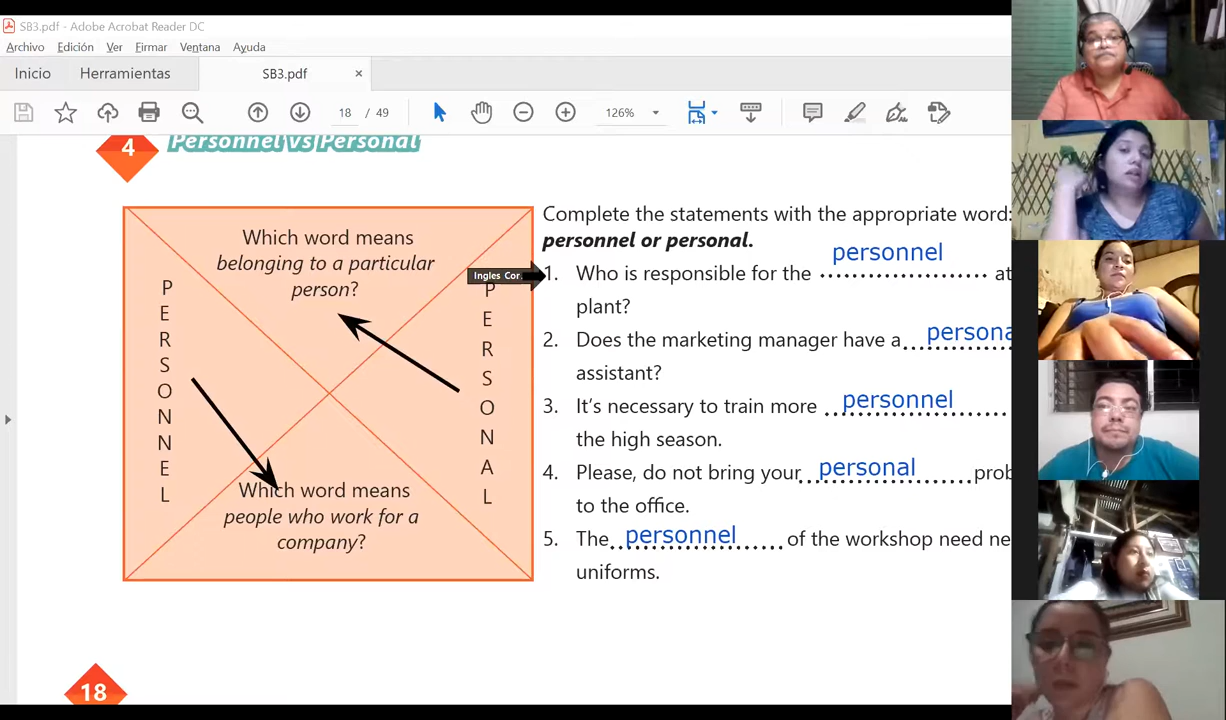 SB3.pdf - Adobe Acrobat Reader DC
Archivo Edición Ver Firmar Ventana Ayuda
Inicio Herramientas SB3.pdf ×
18 / 49 126%
4 Personnel vs Personal
Which word means
belonging to a particular
person?
PERSONNEL
PERSONAL
Which word means
people who work for a
company?
Ingles Cor
Complete the statements with the appropriate word:
personnel or personal.
1. Who is responsible for the personnel at
plant?
2. Does the marketing manager have a persona
assistant?
3. It's necessary to train more personnel
the high season.
4. Please, do not bring your personal prob
to the office.
5. The personnel of the workshop need ne
uniforms.
18